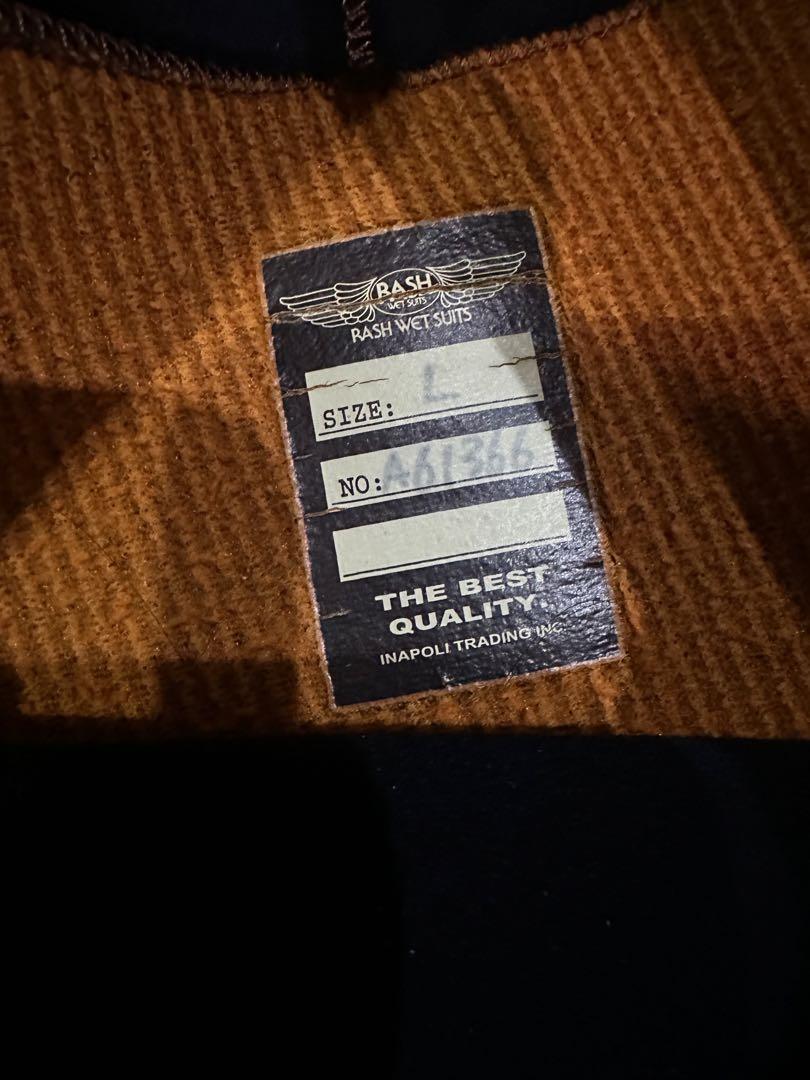 RASH
WET SUITS
RASH WET SUITS
SIZE: L
NO: A61366
THE BEST
QUALITY.
INAPOLI TRADING INC.